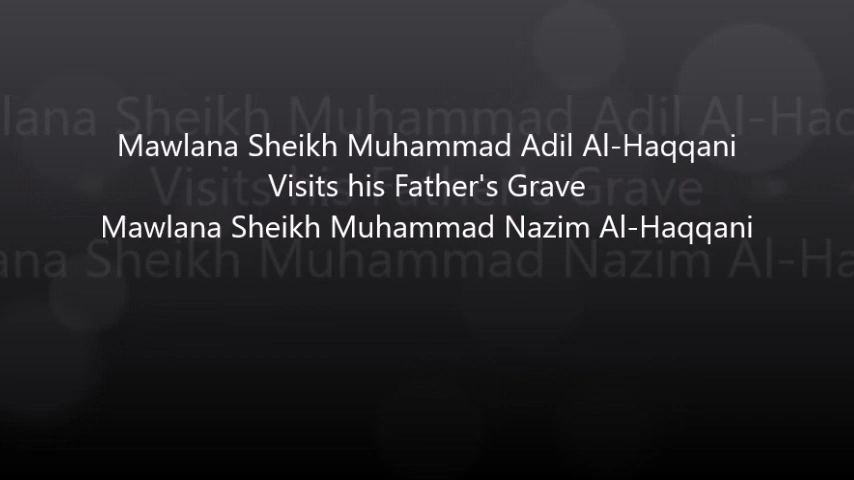 Mawlana Sheikh Muhammad Adil Al-Haqqani
Visits his Father's Grave
Mawlana Sheikh Muhammad Nazim Al-Haqqani